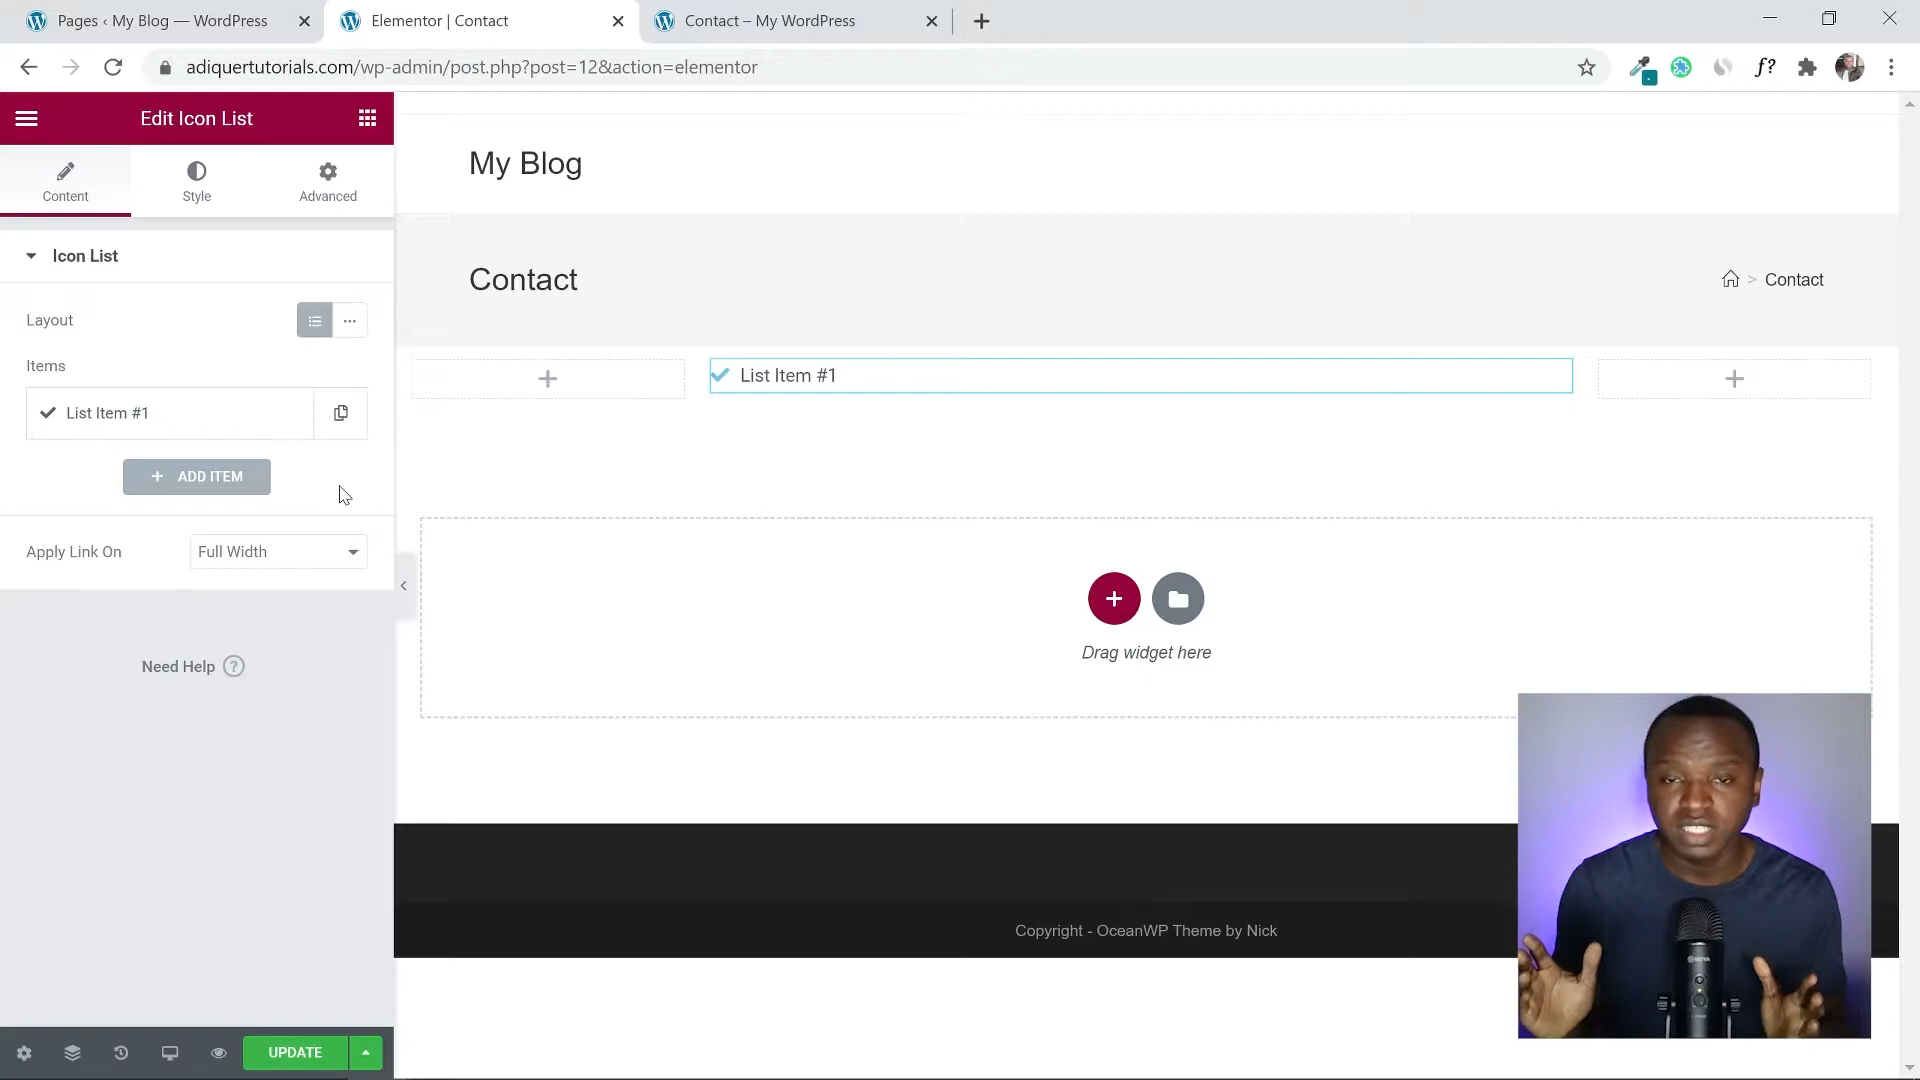 Pages ‹ My Blog — WordPress
Elementor | Contact
Contact – My WordPress
adiquertutorials.com/wp-admin/post.php?post=12&action=elementor
f?
Edit Icon List
Content
Style
Advanced
Icon List
Layout
Items
List Item #1
ADD ITEM
Apply Link On
Full Width
Need Help ?
UPDATE
My Blog
Contact
> Contact
List Item #1
Drag widget here
Copyright - OceanWP Theme by Nick